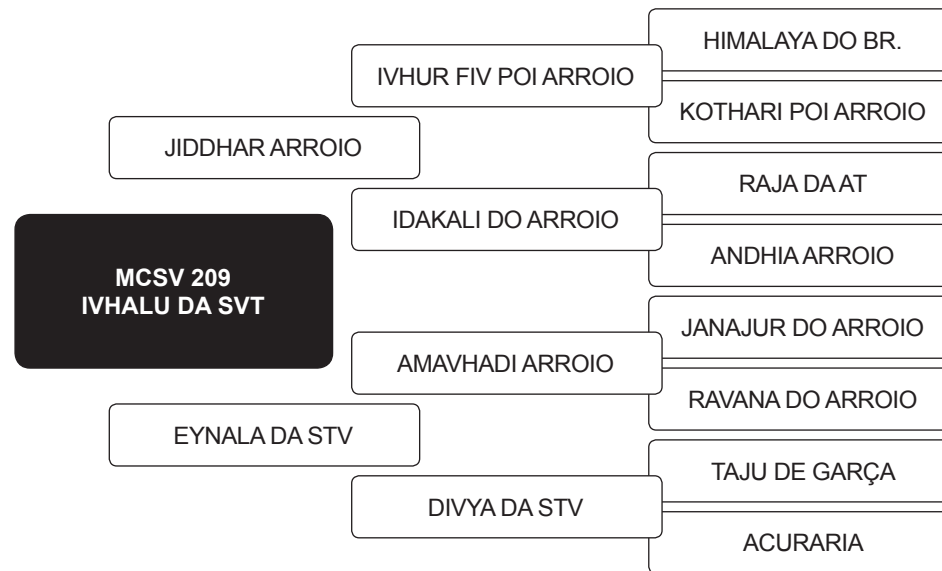 HIMALAYA DO BR.
IVHUR FIV POI ARROIO
KOTHARI POI ARROIO
JIDDHAR ARROIO
RAJA DA AT
IDAKALI DO ARROIO
ANDHIA ARROIO
MCSV 209
IVHALU DA SVT
JANAJUR DO ARROIO
AMAVHADI ARROIO
RAVANA DO ARROIO
EYNALA DA STV
TAJU DE GARÇA
DIVYA DA STV
ACURARIA